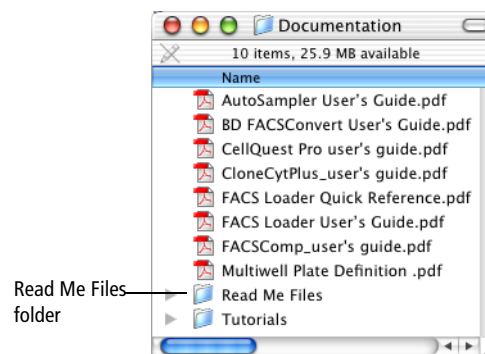 Documentation
10 items, 25.9 MB available
Name
AutoSampler User's Guide.pdf
BD FACSConvert User's Guide.pdf
CellQuest Pro user's guide.pdf
CloneCytPlus_user's guide.pdf
FACS Loader Quick Reference.pdf
FACS Loader User's Guide.pdf
FACSComp_user's guide.pdf
Multiwell Plate Definition .pdf
Read Me Files
Tutorials
Read Me Files
folder